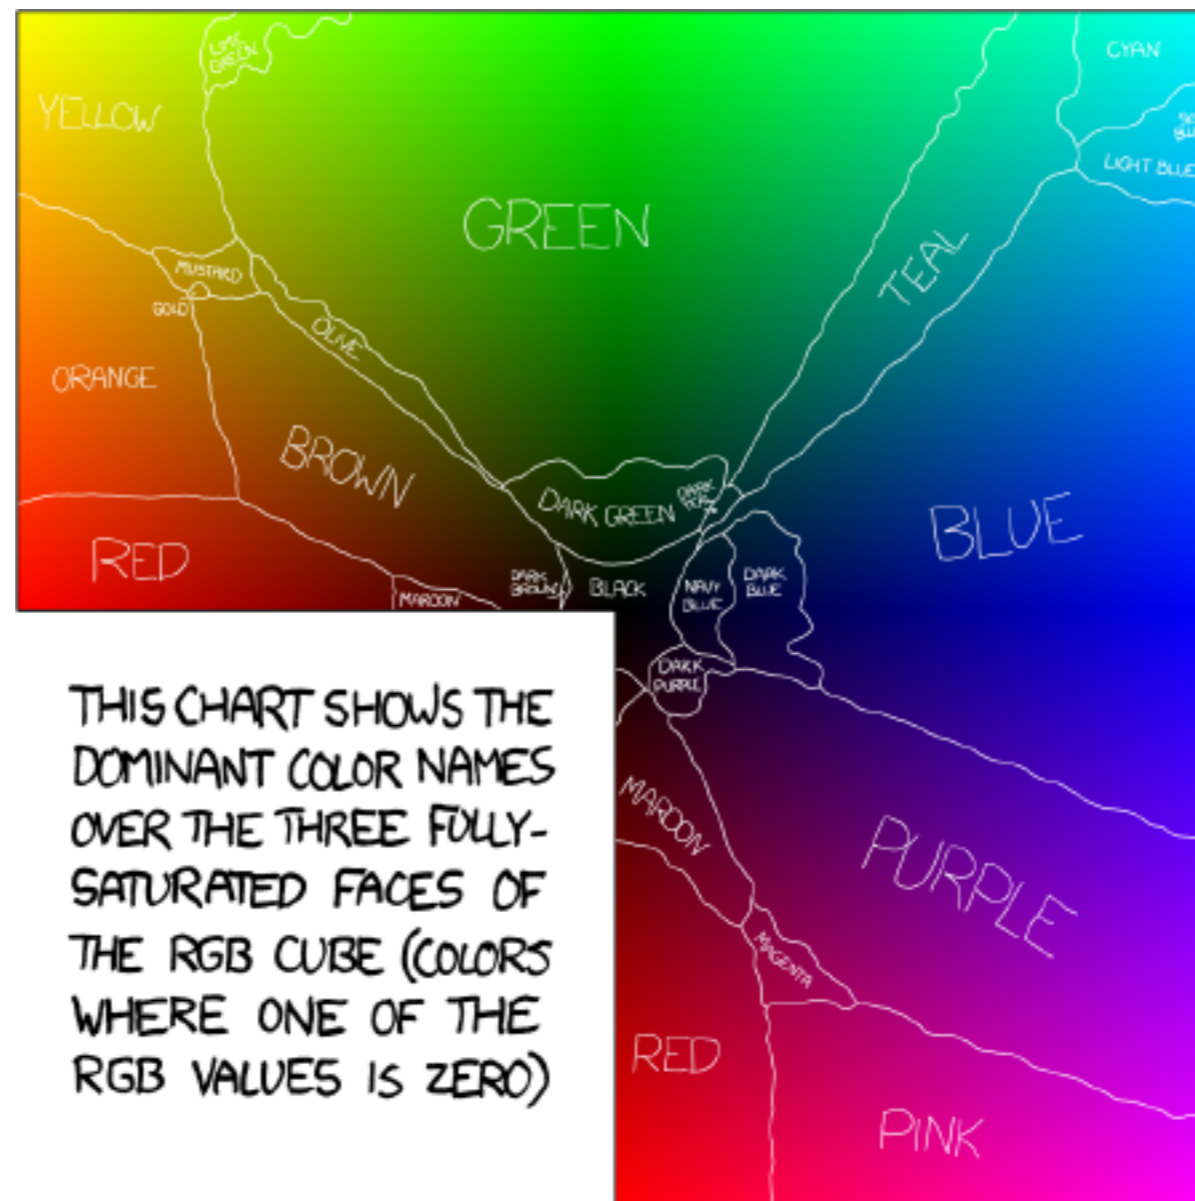 LIME
GREEN
CYAN
YELLOW
LIGHT BLUE
GREEN
TEAL
MUSTARD
GOLD
OLIVE
ORANGE
BROWN
DARK GREEN
DARK
TEAL
BLUE
RED
MAROON
DARK
BROWN
BLACK
NAVY
BLUE
DARK
BLUE
DARK
PURPLE
MAROON
PURPLE
MAGENTA
RED
PINK
THIS CHART SHOWS THE
DOMINANT COLOR NAMES
OVER THE THREE FULLY-
SATURATED FACES OF
THE RGB CUBE (COLORS
WHERE ONE OF THE
RGB VALUES IS ZERO)